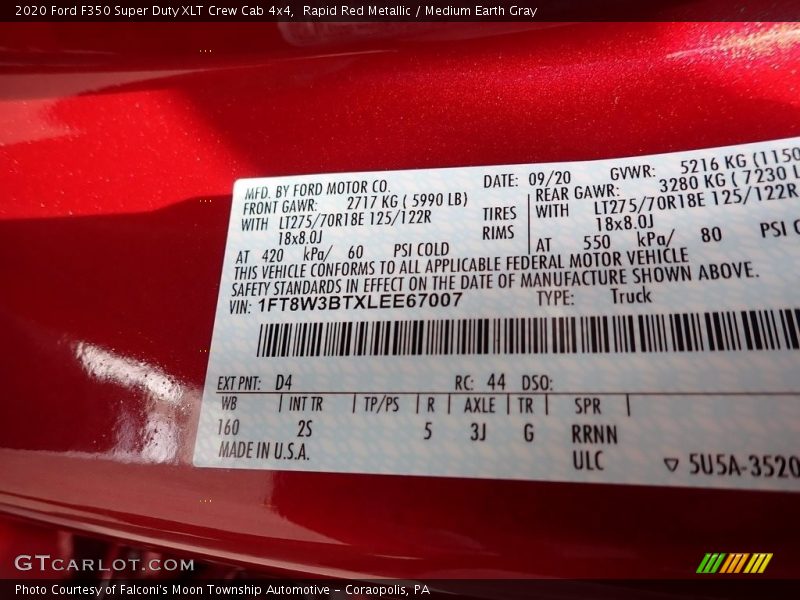 2020 Ford F350 Super Duty XLT Crew Cab 4x4,  Rapid Red Metallic / Medium Earth Gray
MFD. BY FORD MOTOR CO. DATE: 09/20 GVWR: 5216 KG (1150
FRONT GAWR: 2717 KG ( 5990 LB) REAR GAWR: 3280 KG ( 7230 L
WITH LT275/70R18E 125/122R TIRES WITH LT275/70R18E 125/122R
18x8.0J RIMS 18x8.0J
AT 420 kPa/ 60 PSI COLD AT 550 kPa/ 80 PSI C
THIS VEHICLE CONFORMS TO ALL APPLICABLE FEDERAL MOTOR VEHICLE
SAFETY STANDARDS IN EFFECT ON THE DATE OF MANUFACTURE SHOWN ABOVE.
VIN: 1FT8W3BTXLEE67007 TYPE: Truck
EXT PNT: D4 RC: 44 DSO:
WB | INT TR | TP/PS | R | AXLE | TR | SPR |
160 2S 5 3J G RRNN
MADE IN U.S.A. ULC ▽ 5U5A-3520
GTCARLOT.COM
Photo Courtesy of Falconi's Moon Township Automotive - Coraopolis, PA